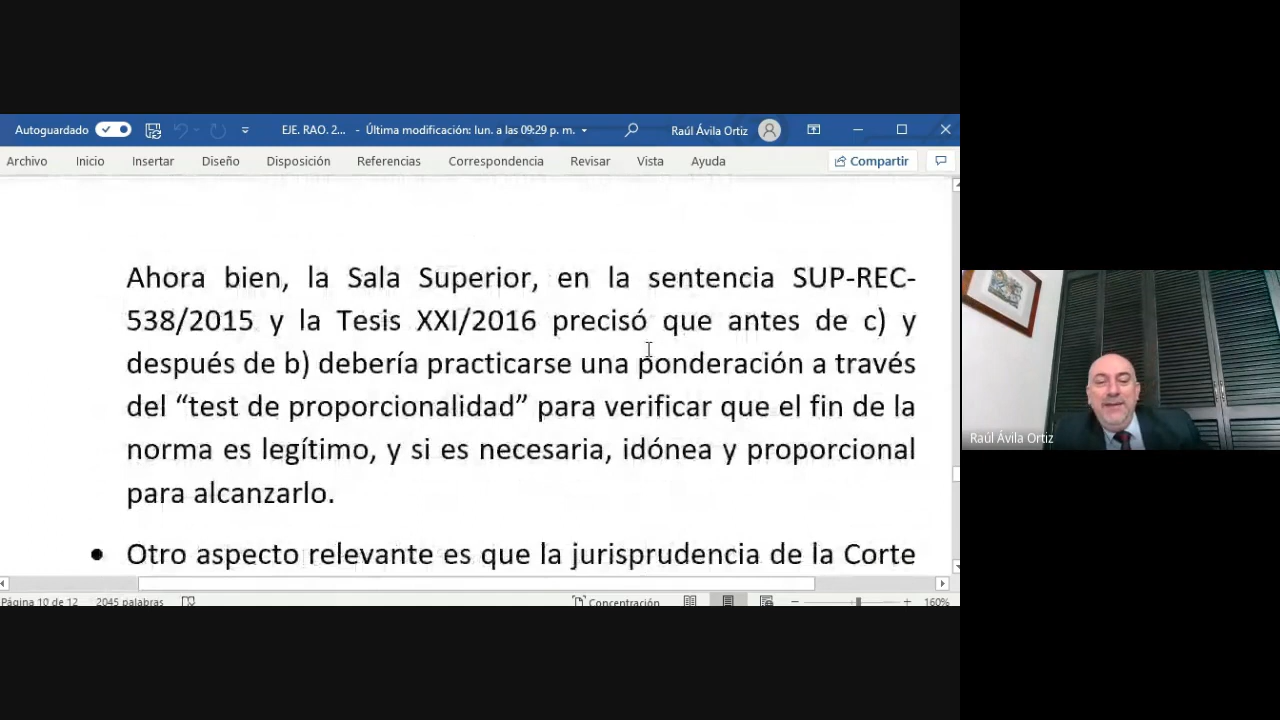 Autoguardado EJE. RAO. 2... - Última modificación: lun. a las 09:29 p. m. Raúl Ávila Ortiz
Archivo Inicio Insertar Diseño Disposición Referencias Correspondencia Revisar Vista Ayuda Compartir
Ahora bien, la Sala Superior, en la sentencia SUP-REC-
538/2015 y la Tesis XXI/2016 precisó que antes de c) y
después de b) debería practicarse una ponderación a través
del “test de proporcionalidad” para verificar que el fin de la
norma es legítimo, y si es necesaria, idónea y proporcional
para alcanzarlo.
• Otro aspecto relevante es que la jurisprudencia de la Corte
Página 10 de 12 2045 palabras Concentración 160%
Raúl Ávila Ortiz